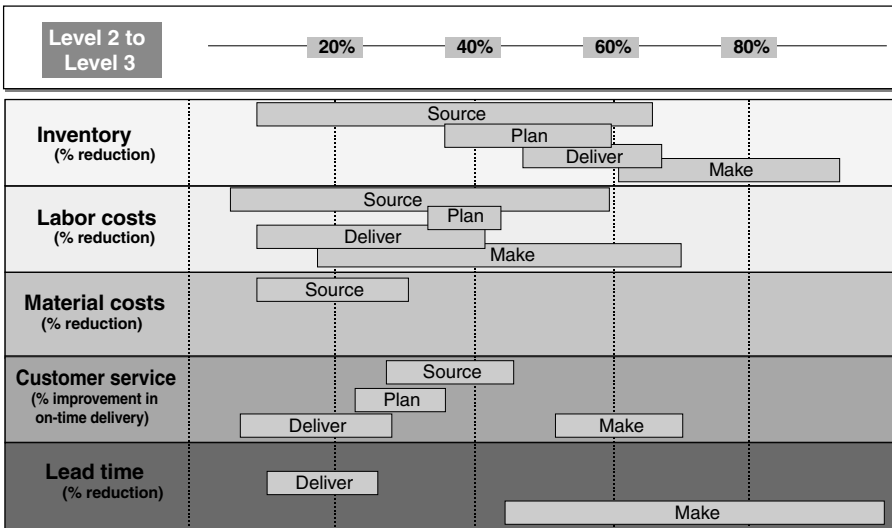 Level 2 to
Level 3
20% 40% 60% 80%
Inventory
(% reduction)
Source
Plan
Deliver
Make
Labor costs
(% reduction)
Source
Plan
Deliver
Make
Material costs
(% reduction)
Source
Customer service
(% improvement in
on-time delivery)
Source
Plan
Deliver
Make
Lead time
(% reduction)
Deliver
Make